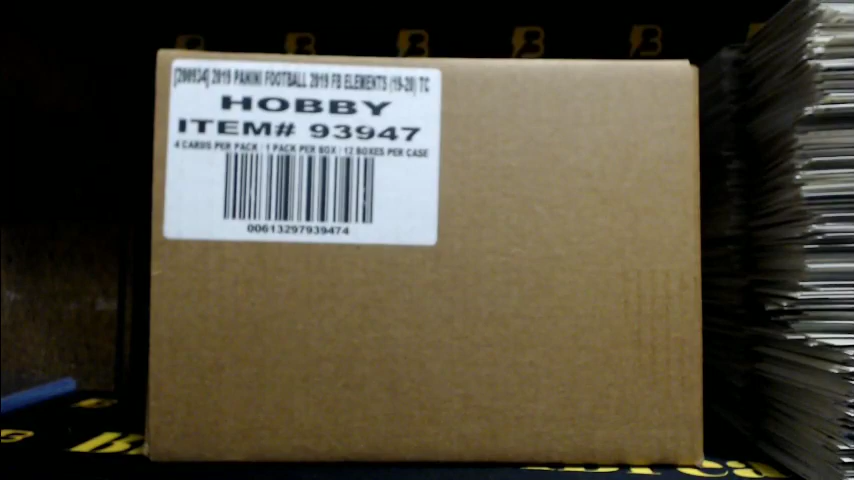 [200934] 2019 PANINI FOOTBALL 2019 FB ELEMENTS (19-20) TC
HOBBY
ITEM# 93947
4 CARDS PER PACK / 1 PACK PER BOX / 12 BOXES PER CASE
00613297939474